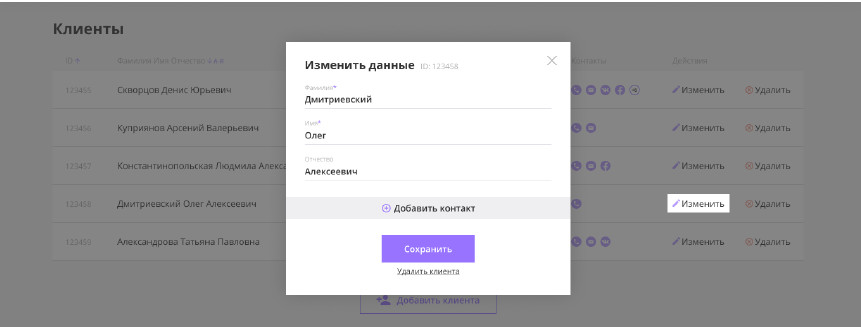 Клиенты
ID
Фамилия Имя Отчество
Контакты
Действия
123455 Скворцов Денис Юрьевич Изменить Удалить
123456 Куприянов Арсений Валерьевич Изменить Удалить
123457 Константинопольская Людмила Алекса Изменить Удалить
123458 Дмитриевский Олег Алексеевич Изменить Удалить
123459 Александрова Татьяна Павловна Изменить Удалить
Изменить данные ID: 123458
Фамилия*
Дмитриевский
Имя*
Олег
Отчество
Алексеевич
Добавить контакт
Сохранить
Удалить клиента
Добавить клиента